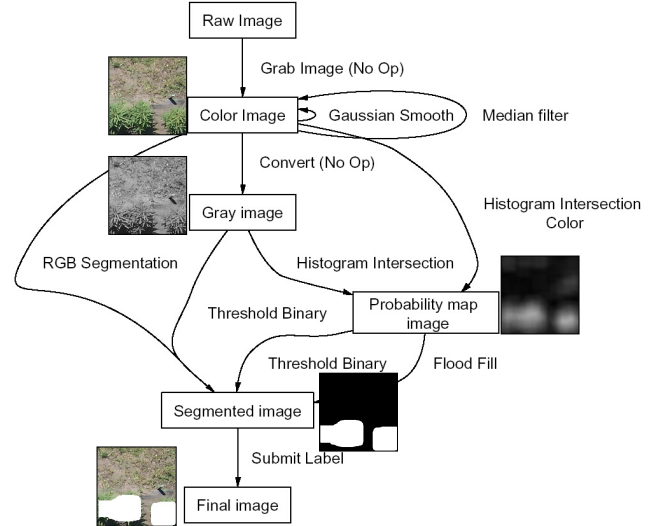 Raw Image
Grab Image (No Op)
Color Image
Gaussian Smooth
Median filter
Convert (No Op)
Gray image
Histogram Intersection
Color
RGB Segmentation
Histogram Intersection
Probability map
image
Threshold Binary
Threshold Binary
Flood Fill
Segmented image
Submit Label
Final image